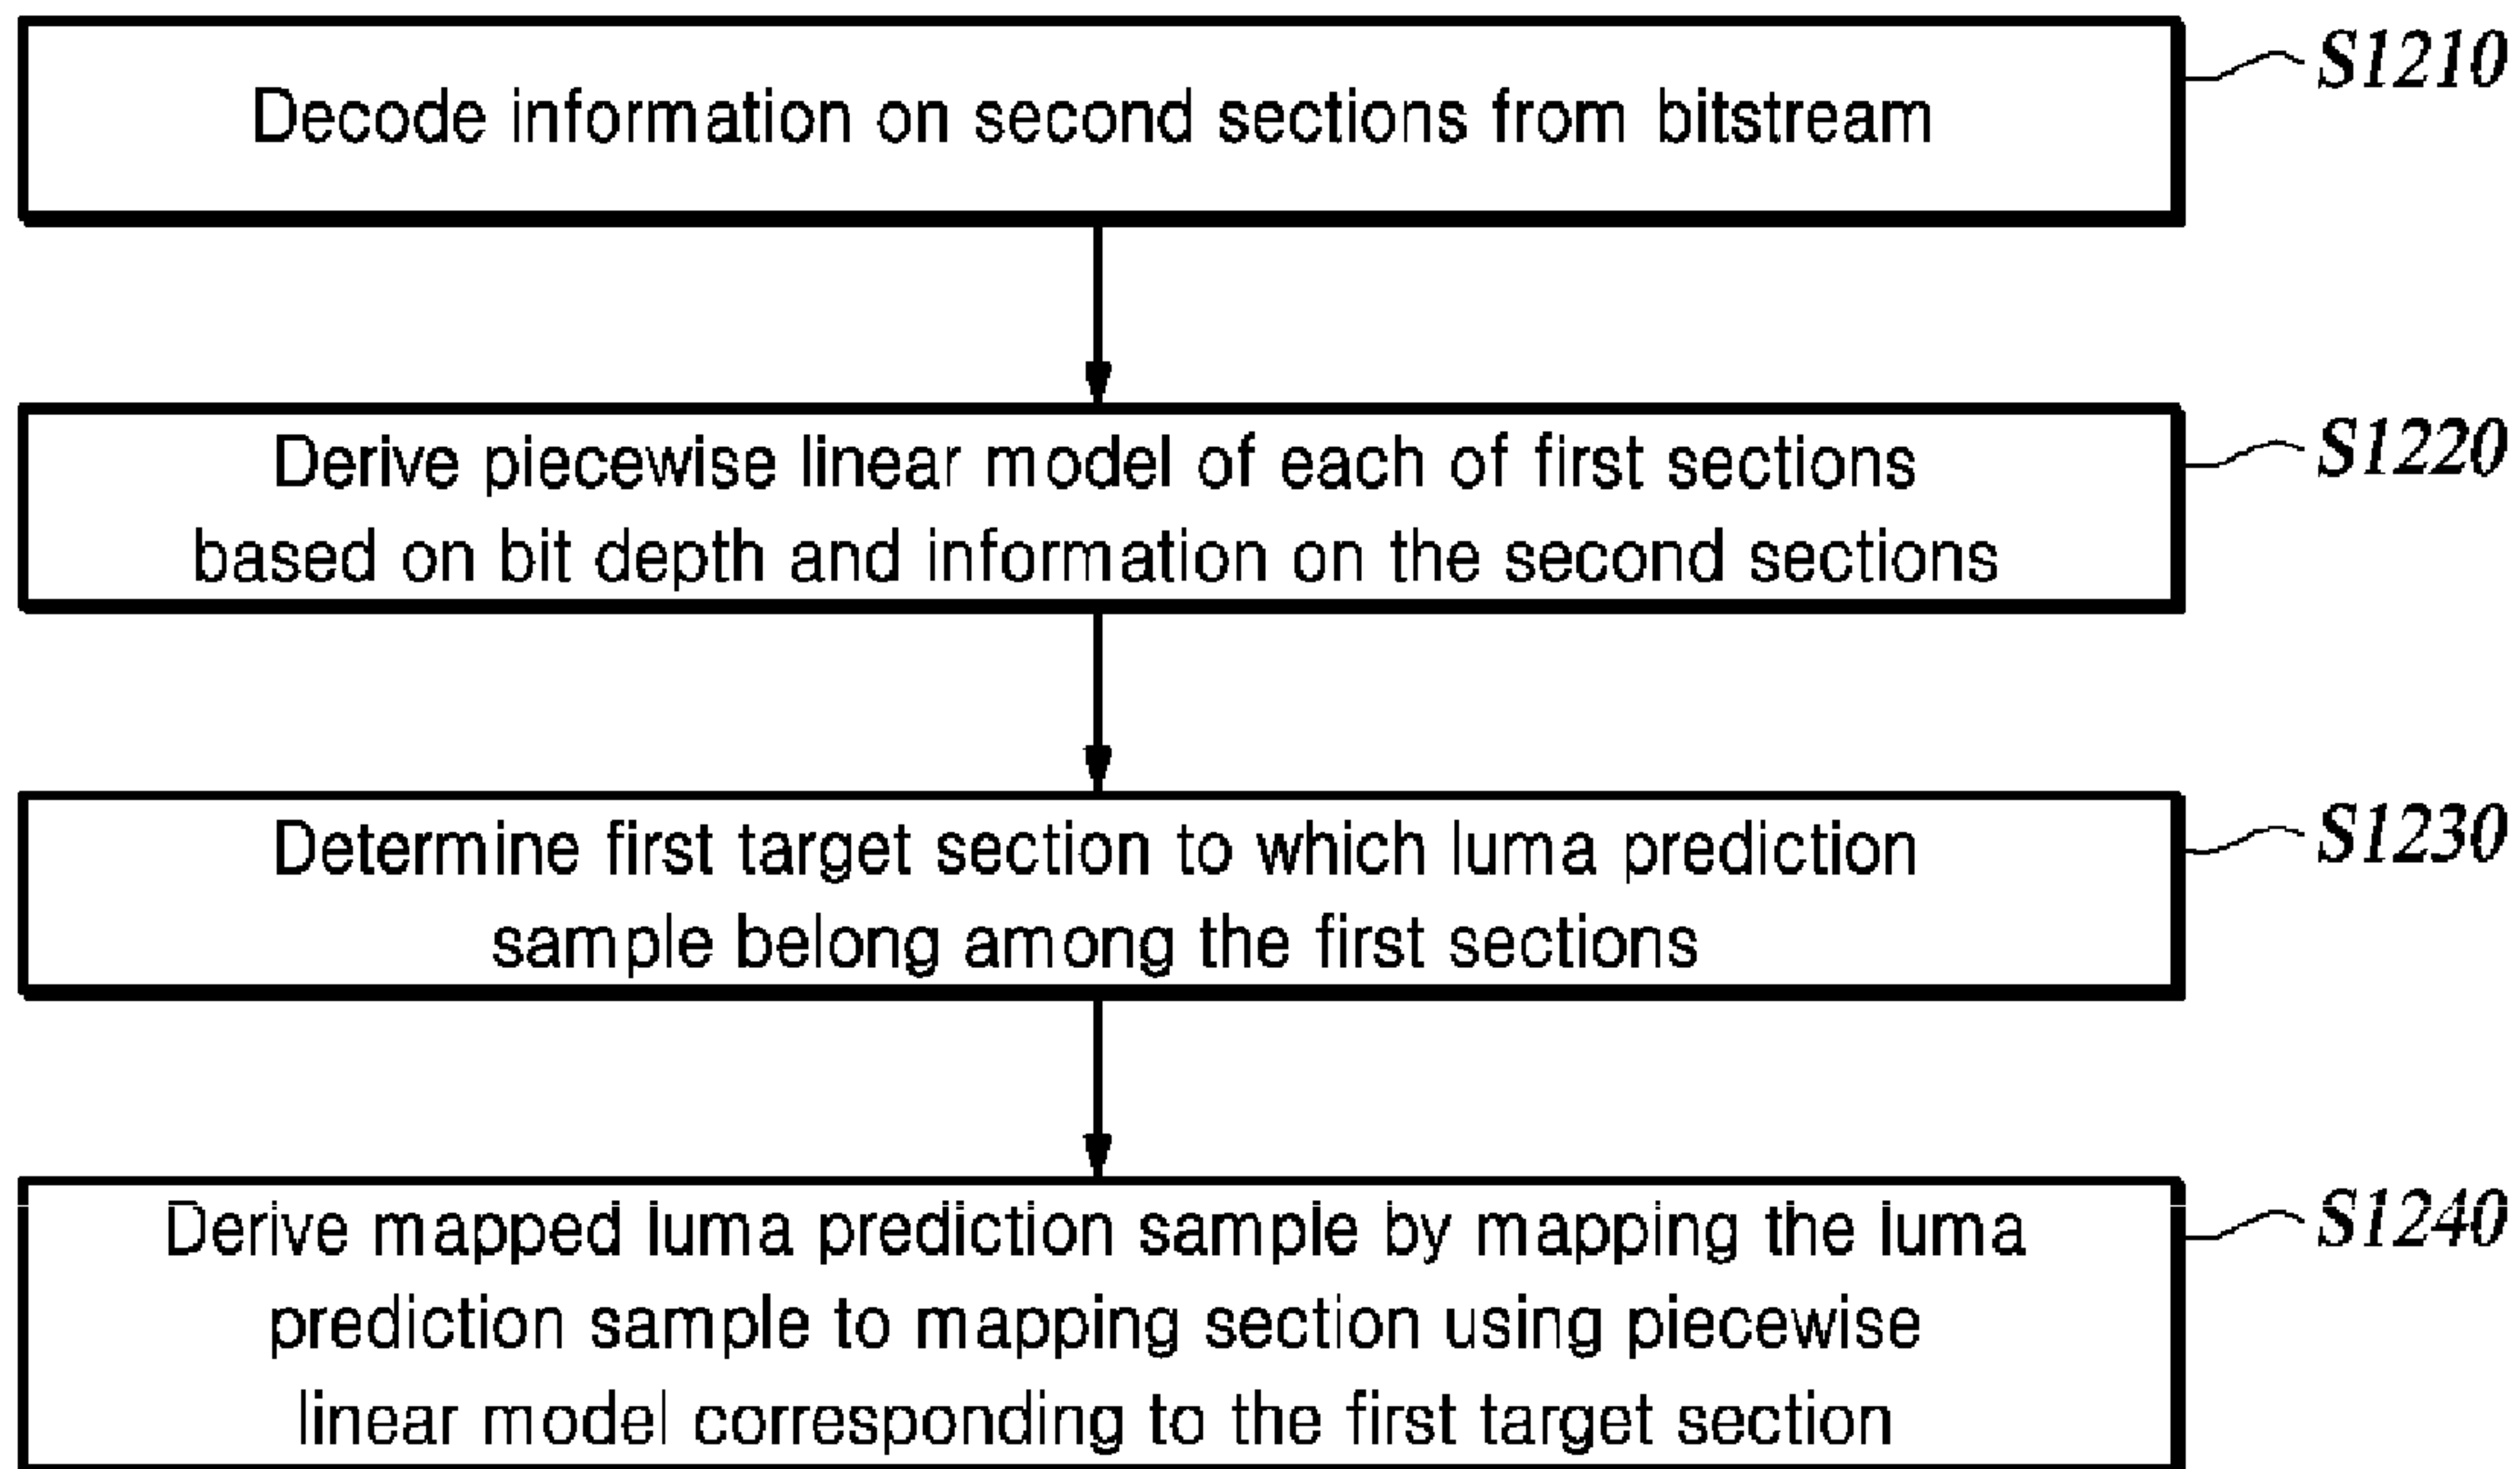 Decode information on second sections from bitstream
S1210
Derive piecewise linear model of each of first sections
based on bit depth and information on the second sections
S1220
Determine first target section to which luma prediction
sample belong among the first sections
S1230
Derive mapped luma prediction sample by mapping the luma
prediction sample to mapping section using piecewise
linear model corresponding to the first target section
S1240